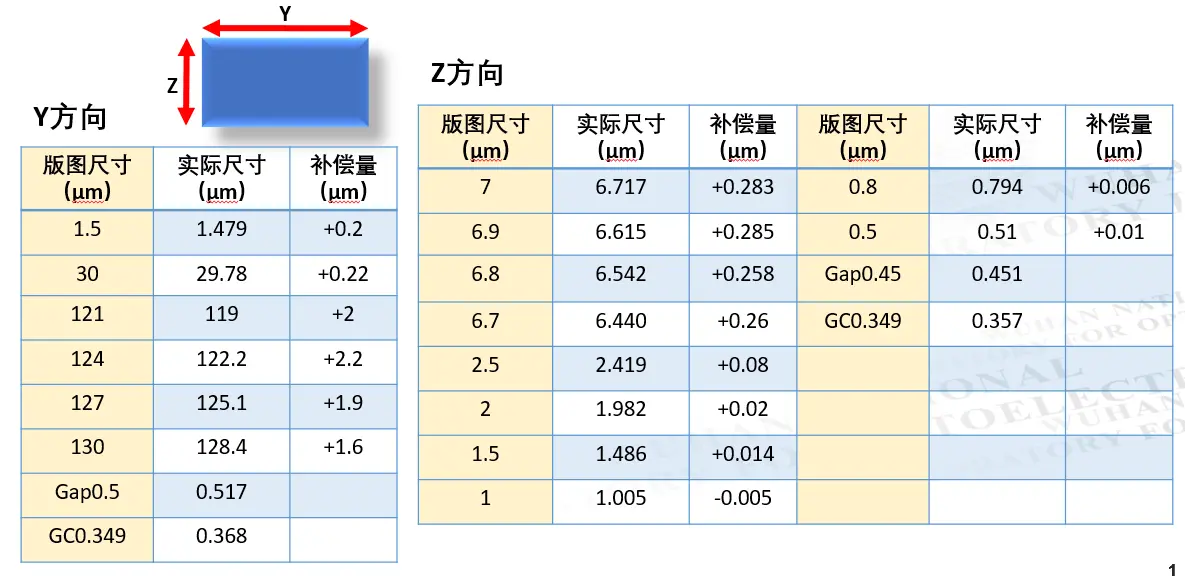 Y
Z
Y方向
版图尺寸 (μm) 实际尺寸 (μm) 补偿量 (μm)
1.5 1.479 +0.2
30 29.78 +0.22
121 119 +2
124 122.2 +2.2
127 125.1 +1.9
130 128.4 +1.6
Gap0.5 0.517
GC0.349 0.368
Z方向
版图尺寸 (μm) 实际尺寸 (μm) 补偿量 (μm) 版图尺寸 (μm) 实际尺寸 (μm) 补偿量 (μm)
7 6.717 +0.283 0.8 0.794 +0.006
6.9 6.615 +0.285 0.5 0.51 +0.01
6.8 6.542 +0.258 Gap0.45 0.451
6.7 6.440 +0.26 GC0.349 0.357
2.5 2.419 +0.08
2 1.982 +0.02
1.5 1.486 +0.014
1 1.005 -0.005
1